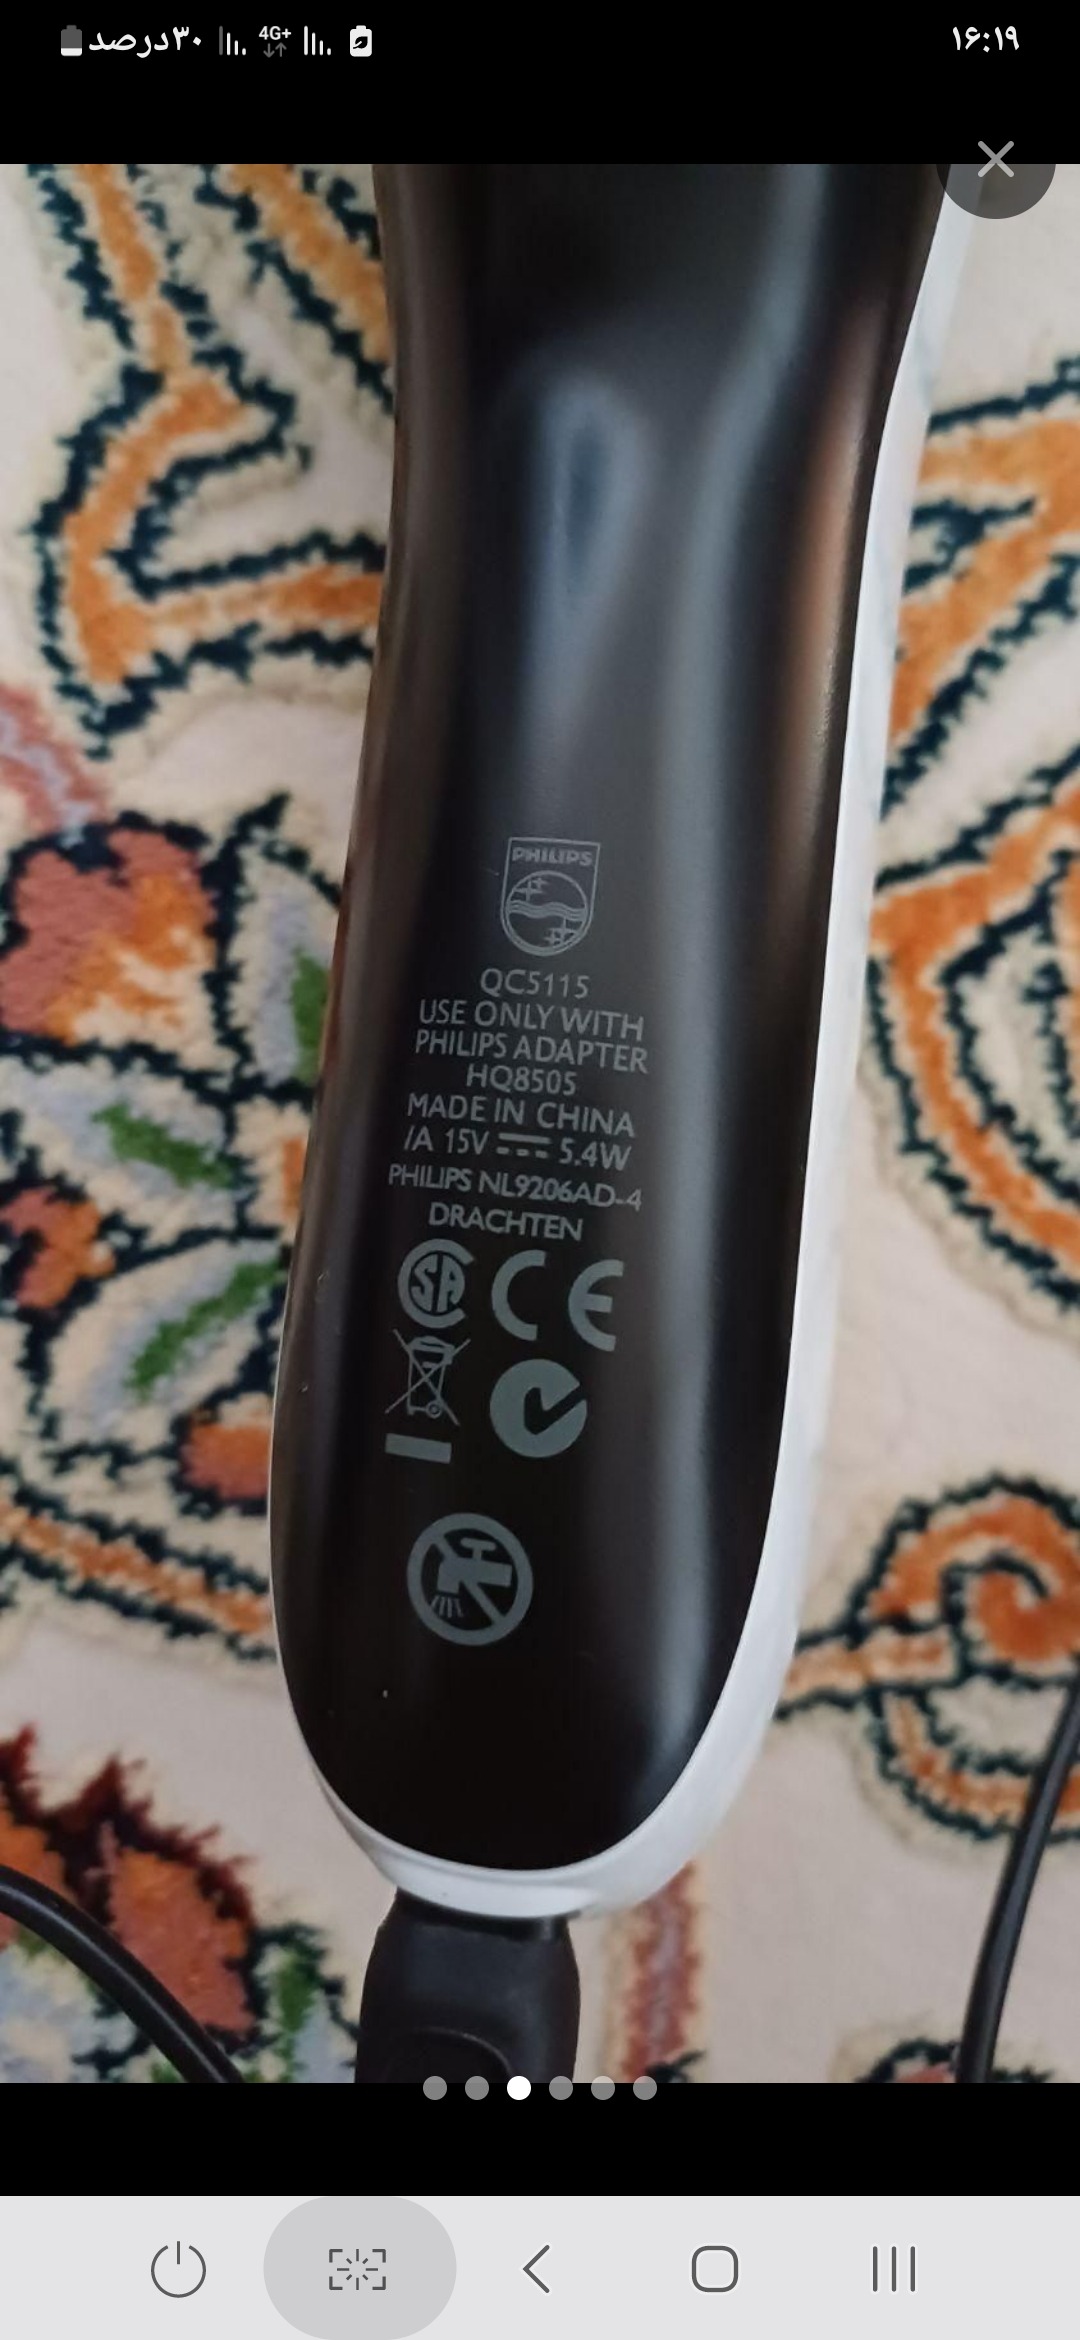 ۳۰درصد 4G+ ۱۶:۱۹
PHILIPS
QC5115
USE ONLY WITH
PHILIPS ADAPTER
HQ8505
MADE IN CHINA
/A 15V 5.4W
PHILIPS NL9206AD-4
DRACHTEN
SA CE